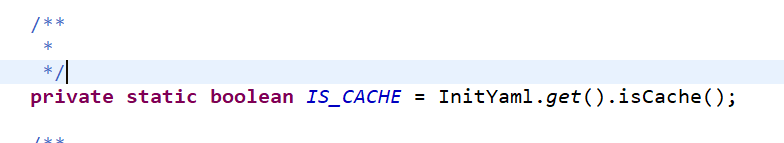 /**
 *
 */
private static boolean IS_CACHE = InitYaml.get().isCache();
/**